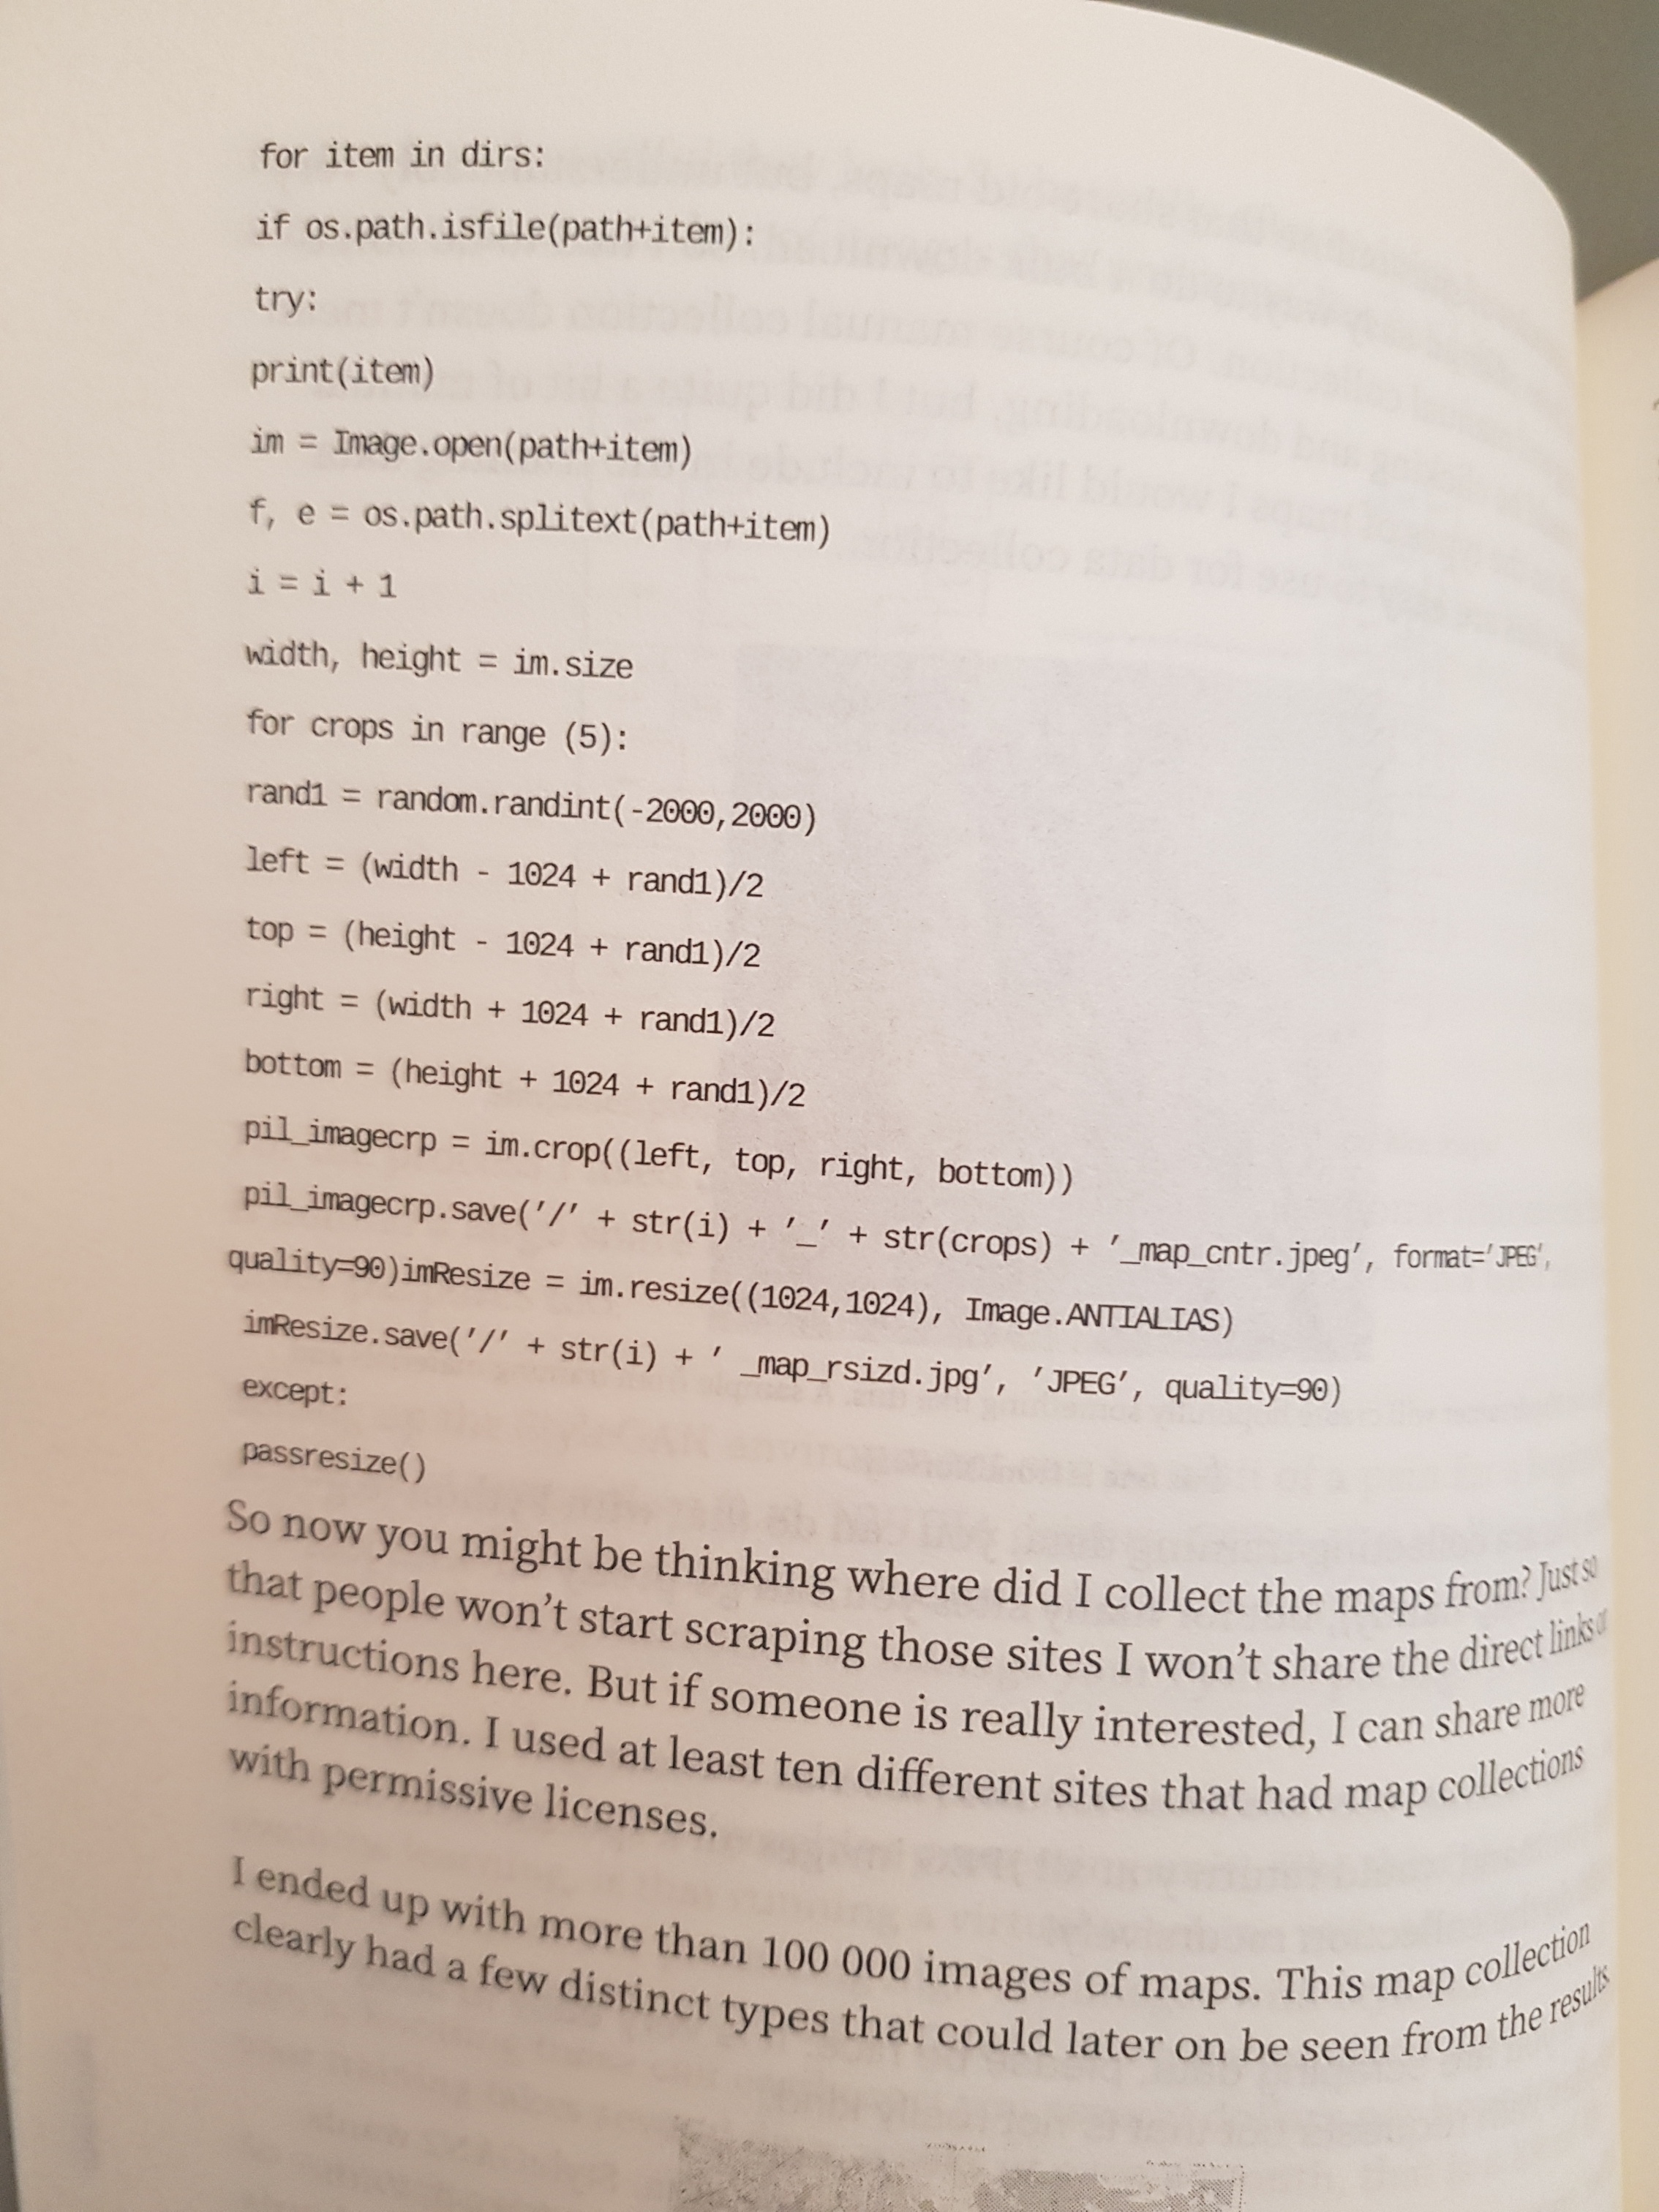 for item in dirs:
if os.path.isfile(path+item):
try:
print(item)
im = Image.open(path+item)
f, e = os.path.splitext(path+item)
i = i + 1
width, height = im.size
for crops in range (5):
rand1 = random.randint(-2000,2000)
left = (width - 1024 + rand1)/2
top = (height - 1024 + rand1)/2
right = (width + 1024 + rand1)/2
bottom = (height + 1024 + rand1)/2
pil_imagecrp = im.crop((left, top, right, bottom))
pil_imagecrp.save('/' + str(i) + '_' + str(crops) + '_map_cntr.jpeg', format='JPEG',
quality=90)imResize = im.resize((1024,1024), Image.ANTIALIAS)
imResize.save('/' + str(i) + ' _map_rsizd.jpg', 'JPEG', quality=90)
except:
passresize()
So now you might be thinking where did I collect the maps from? Just so
that people won't start scraping those sites I won't share the direct links or
instructions here. But if someone is really interested, I can share more
information. I used at least ten different sites that had map collections
with permissive licenses.
I ended up with more than 100 000 images of maps. This map collection
clearly had a few distinct types that could later on be seen from the results.